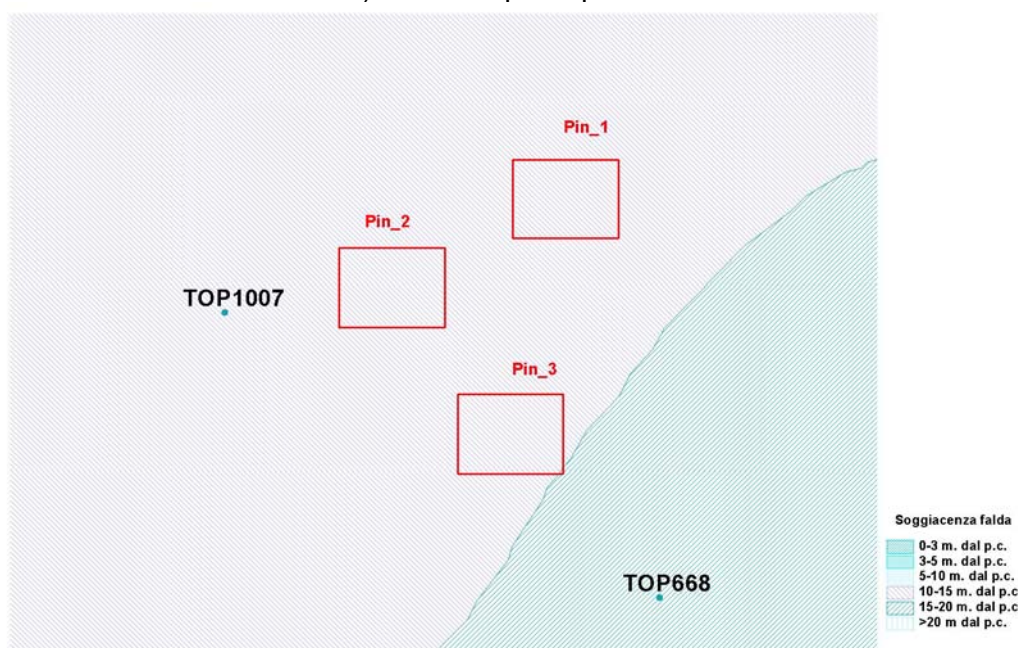 Pin_1
Pin_2
TOP1007
Pin_3
TOP668
Soggiacenza falda
0-3 m. dal p.c.
3-5 m. dal p.c.
5-10 m. dal p.c.
10-15 m. dal p.c
15-20 m. dal p.c
>20 m dal p.c.